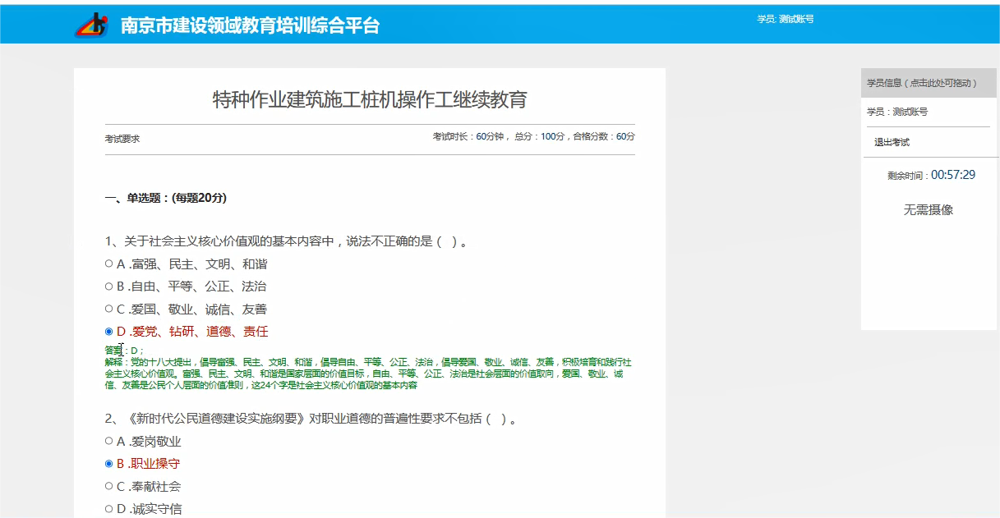 南京市建设领域教育培训综合平台
学员: 测试账号
特种作业建筑施工桩机操作工继续教育
考试要求
考试时长：60分钟， 总分：100分，合格分数：60分
一、单选题：(每题20分)
1、关于社会主义核心价值观的基本内容中，说法不正确的是（  ）。
A .富强、民主、文明、和谐
B .自由、平等、公正、法治
C .爱国、敬业、诚信、友善
D .爱党、钻研、道德、责任
答案：D；
解释：党的十八大提出，倡导富强、民主、文明、和谐，倡导自由、平等、公正、法治，倡导爱国、敬业、诚信、友善，积极培育和践行社
会主义核心价值观。富强、民主、文明、和谐是国家层面的价值目标，自由、平等、公正、法治是社会层面的价值取向，爱国、敬业、诚
信、友善是公民个人层面的价值准则，这24个字是社会主义核心价值观的基本内容
2、《新时代公民道德建设实施纲要》对职业道德的普遍性要求不包括（  ）。
A .爱岗敬业
B .职业操守
C .奉献社会
D .诚实守信
学员信息（点击此处可拖动）
学员：测试账号
退出考试
剩余时间：00:57:29
无需摄像